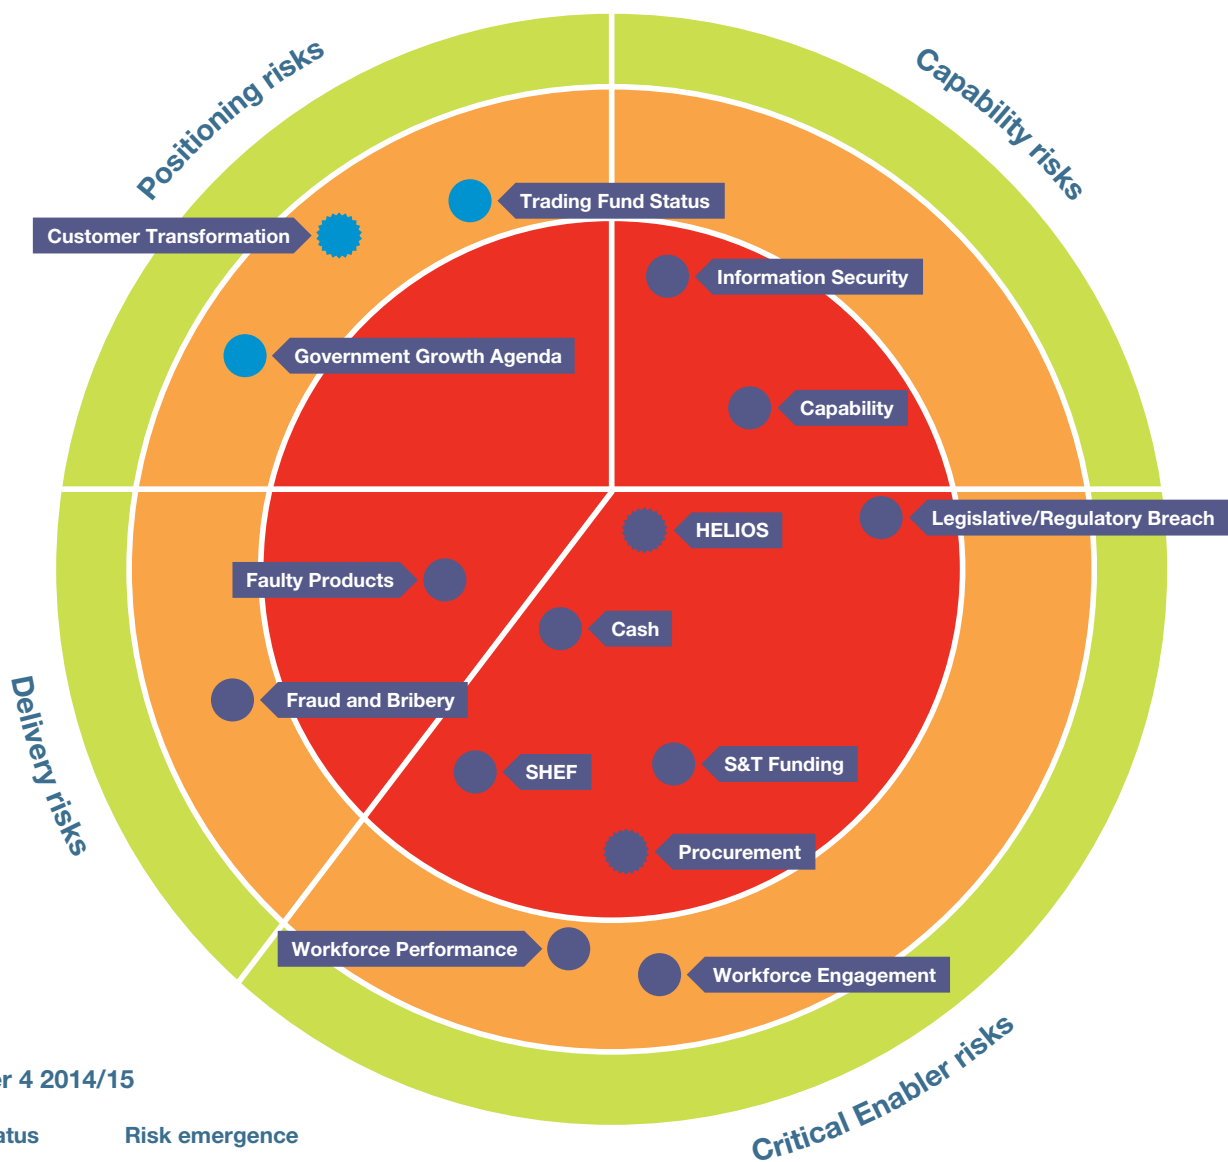 Positioning risks
Capability risks
Trading Fund Status
Customer Transformation
Information Security
Government Growth Agenda
Capability
Legislative/Regulatory Breach
HELIOS
Faulty Products
Cash
Fraud and Bribery
Delivery risks
SHEF
S&T Funding
Procurement
Workforce Performance
Workforce Engagement
Critical Enabler risks
4 2014/15
Risk emergence